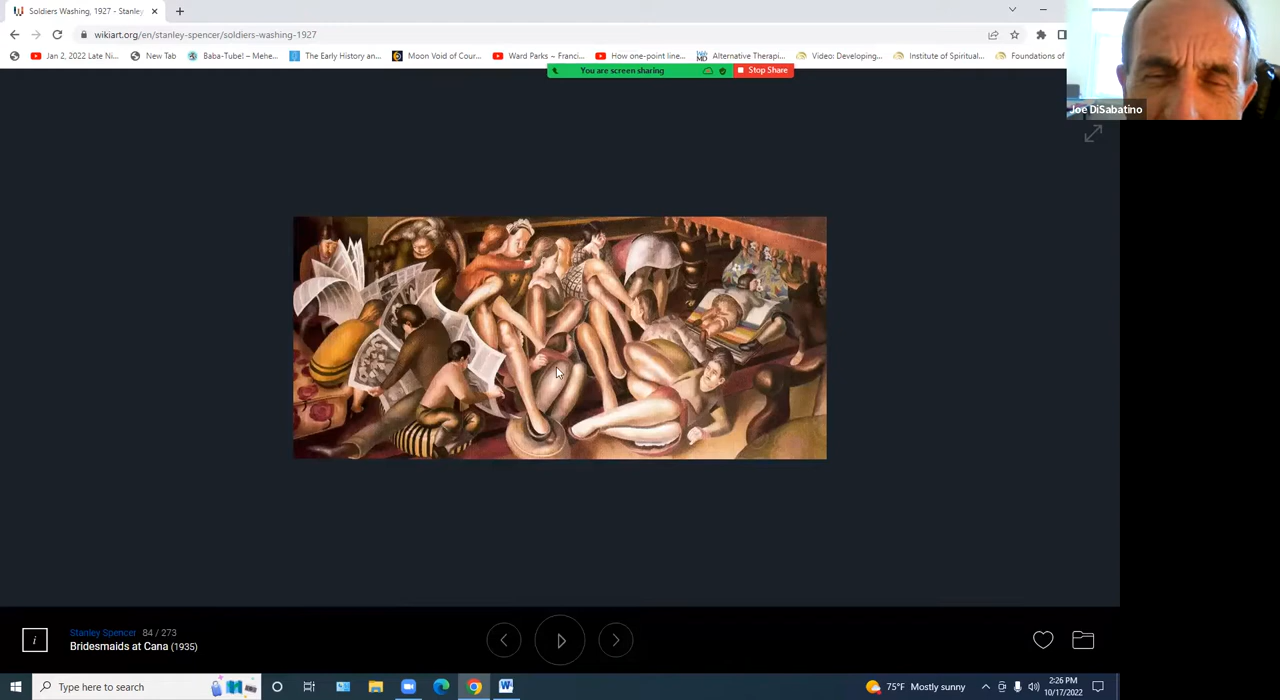 Soldiers Washing, 1927 - Stanley
wikiart.org/en/stanley-spencer/soldiers-washing-1927
Jan 2, 2022 Late Ni...
New Tab
Baba-Tube! – Mehe...
The Early History an...
Moon Void of Cour...
Ward Parks – Franci...
How one-point line...
Alternative Therapi...
Video: Developing...
Institute of Spiritual...
Foundations of
You are screen sharing
Stop Share
Joe DiSabatino
i
Stanley Spencer 84 / 273
Bridesmaids at Cana (1935)
Type here to search
75°F Mostly sunny
2:26 PM
10/17/2022